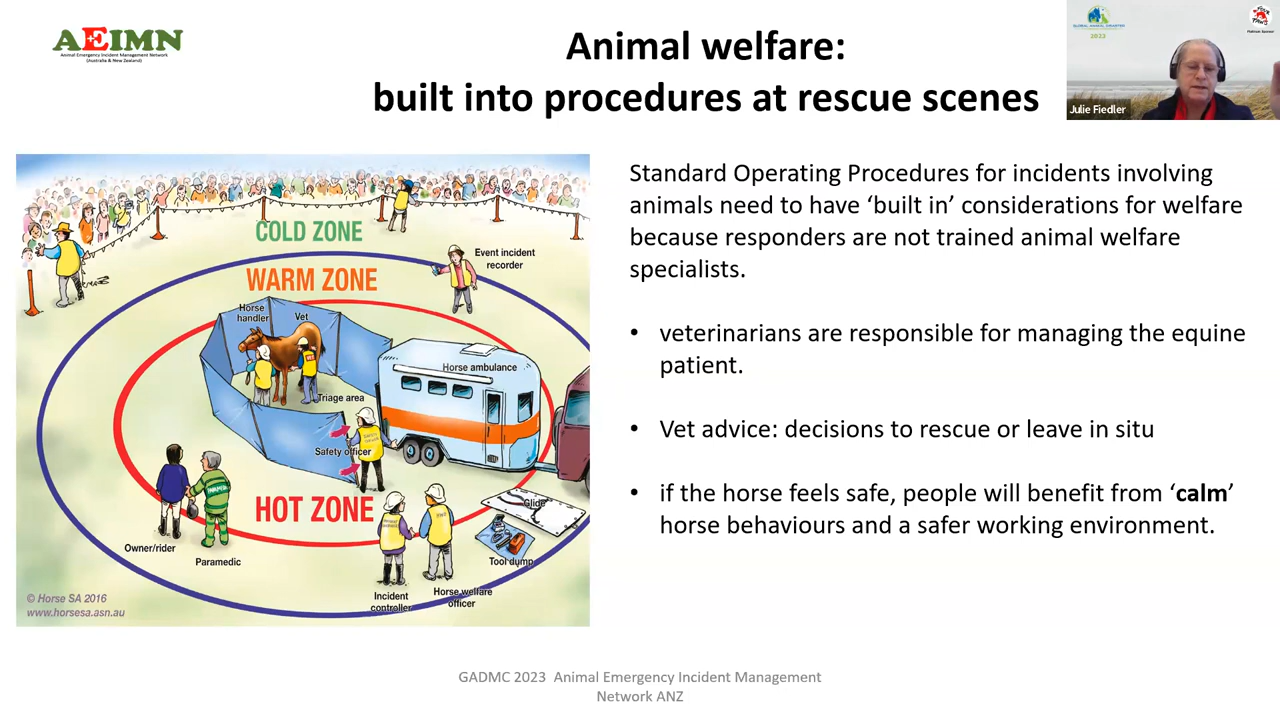 AEIMN
Animal Emergency Incident Management Network
(Australia & New Zealand)
Animal welfare:
built into procedures at rescue scenes
2023
Julie Fiedler
COLD ZONE
WARM ZONE
Event incident
recorder
Horse
handler
Vet
Horse ambulance
Triage area
Safety officer
HOT ZONE
Glide
Owner/rider
Paramedic
Tool dump
Incident
controller
Horse welfare
officer
© Horse SA 2016
www.horsesa.asn.au
Standard Operating Procedures for incidents involving
animals need to have ‘built in’ considerations for welfare
because responders are not trained animal welfare
specialists.
• veterinarians are responsible for managing the equine
patient.
• Vet advice: decisions to rescue or leave in situ
• if the horse feels safe, people will benefit from ‘calm’
horse behaviours and a safer working environment.
GADMC 2023 Animal Emergency Incident Management
Network ANZ